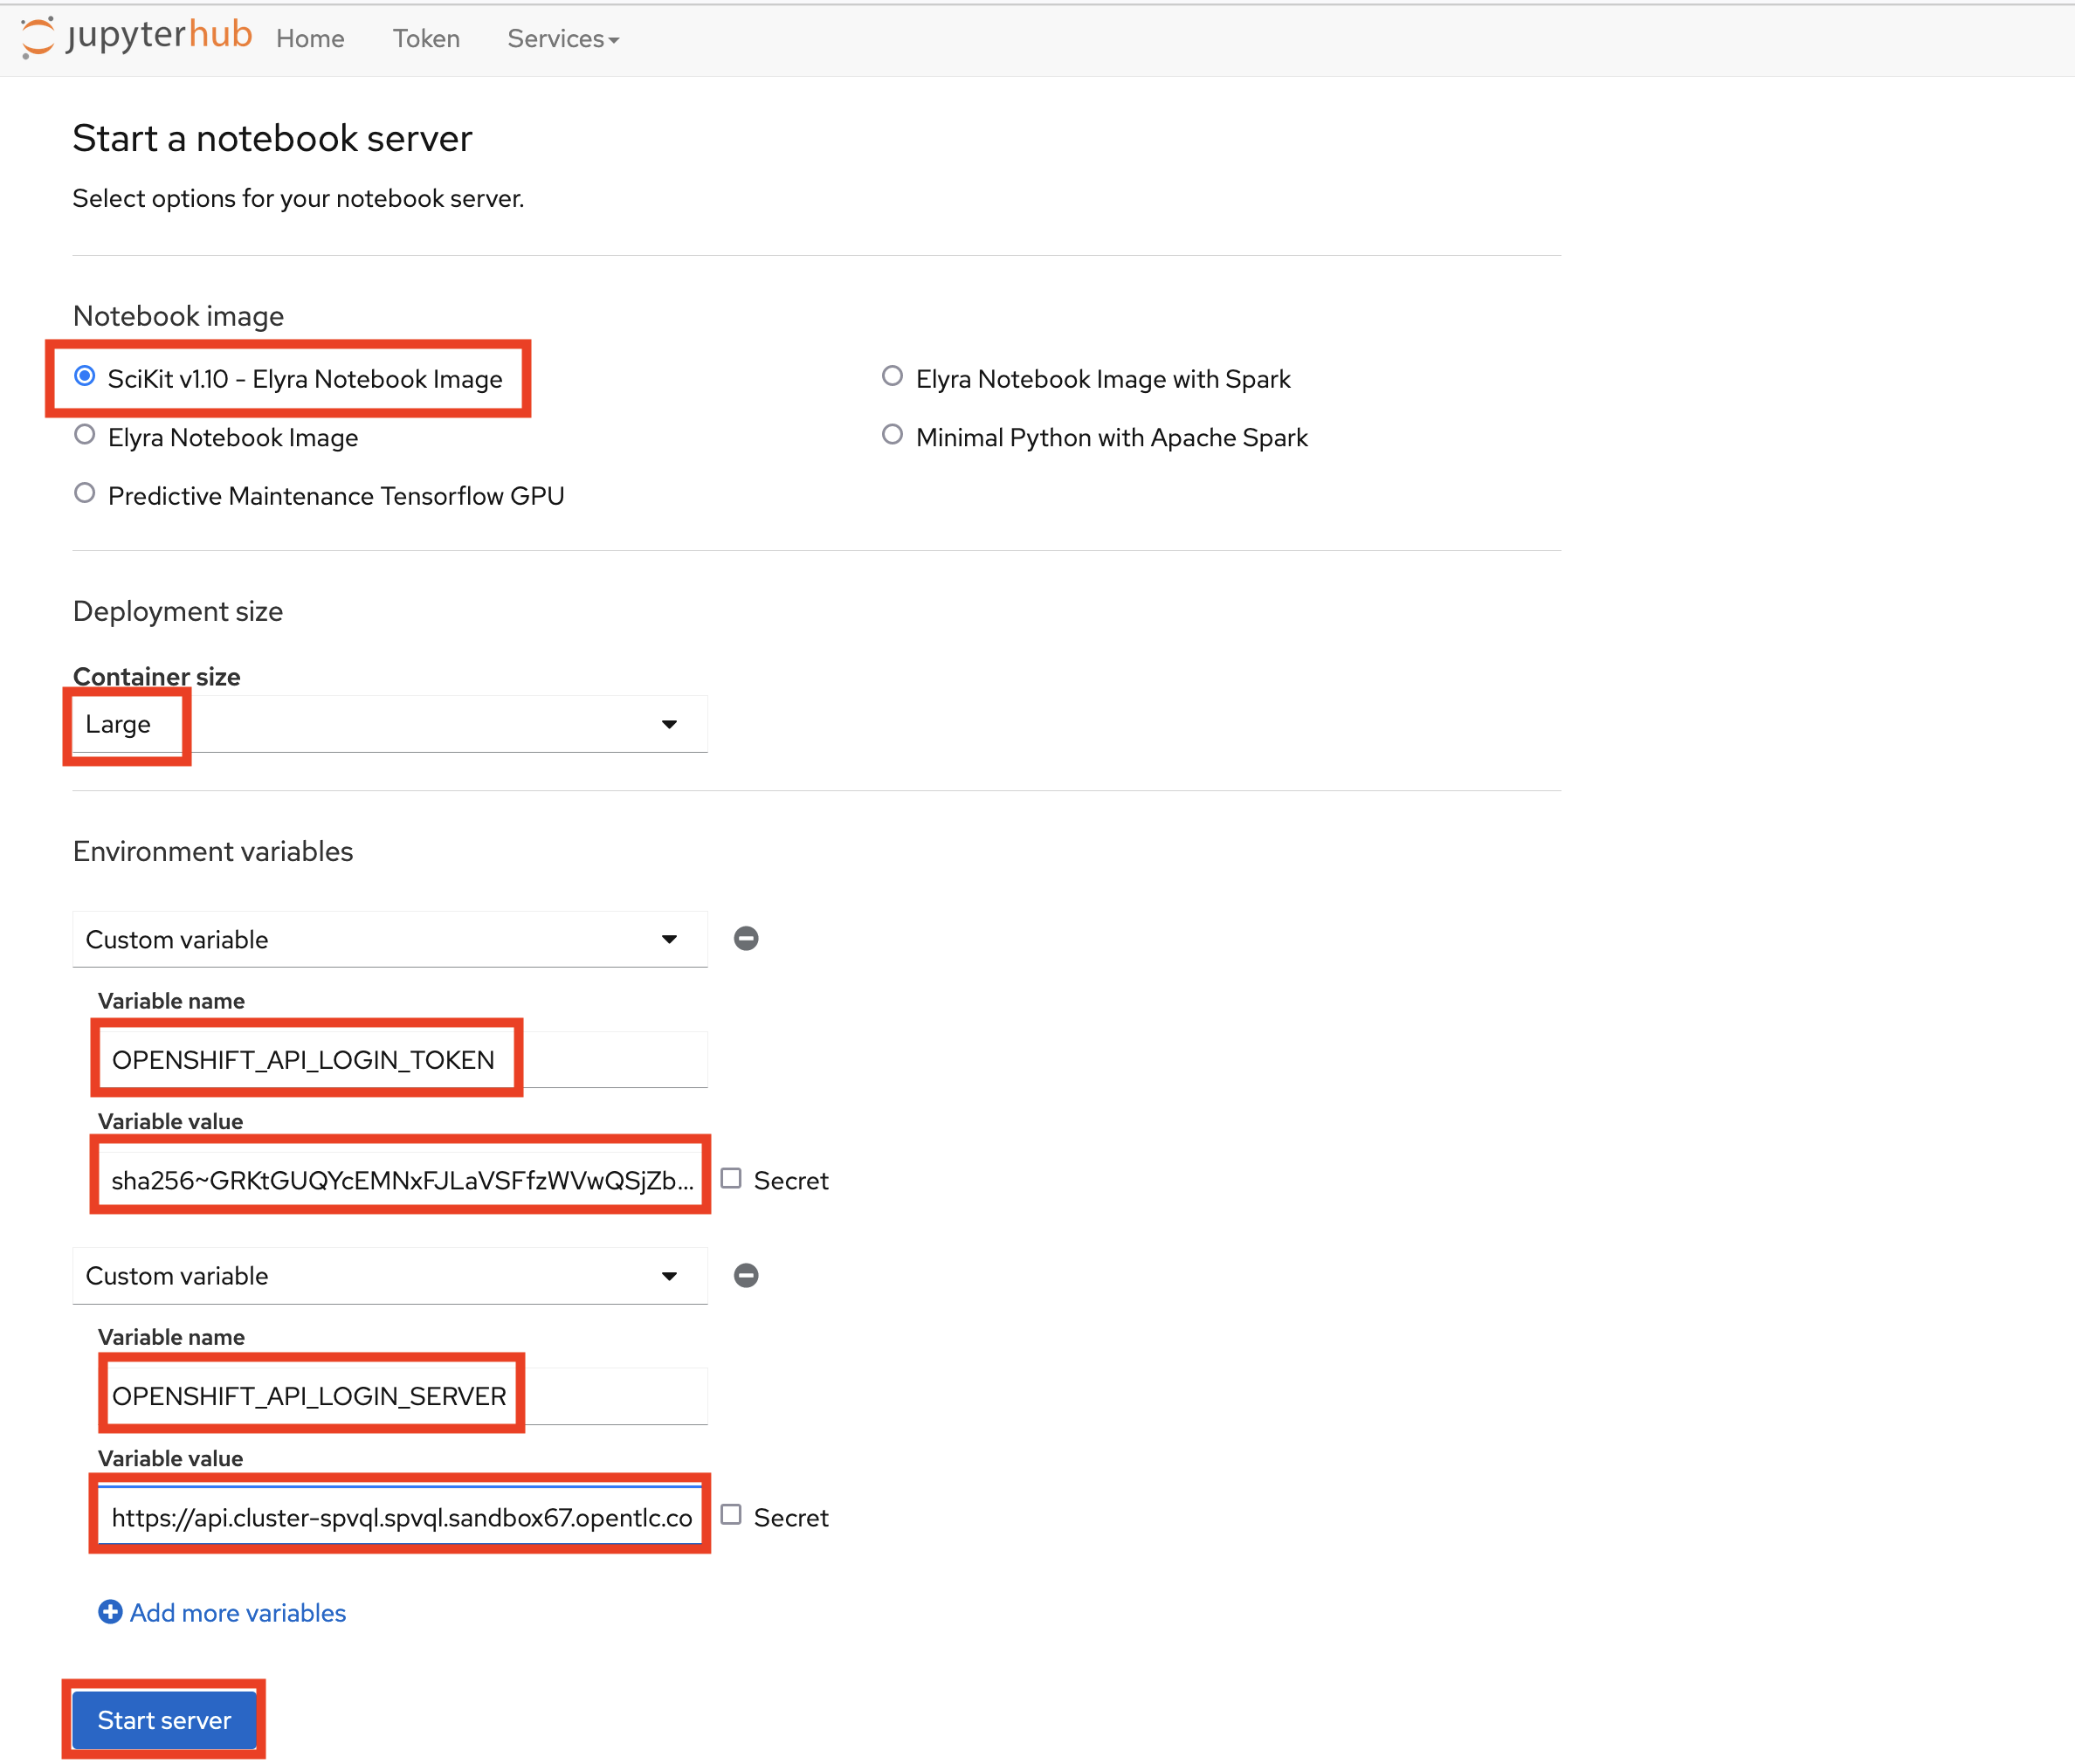 jupyterhub Home Token Services
Start a notebook server
Select options for your notebook server.
Notebook image
SciKit v1.10 - Elyra Notebook Image
Elyra Notebook Image with Spark
Elyra Notebook Image
Minimal Python with Apache Spark
Predictive Maintenance Tensorflow GPU
Deployment size
Container size
Large
Environment variables
Custom variable
Variable name
OPENSHIFT_API_LOGIN_TOKEN
Variable value
sha256~GRKtGUQYcEMNxFJLaVSFfzWVwQSjZb...
Secret
Custom variable
Variable name
OPENSHIFT_API_LOGIN_SERVER
Variable value
https://api.cluster-spvql.spvql.sandbox67.opentlc.co
Secret
Add more variables
Start server